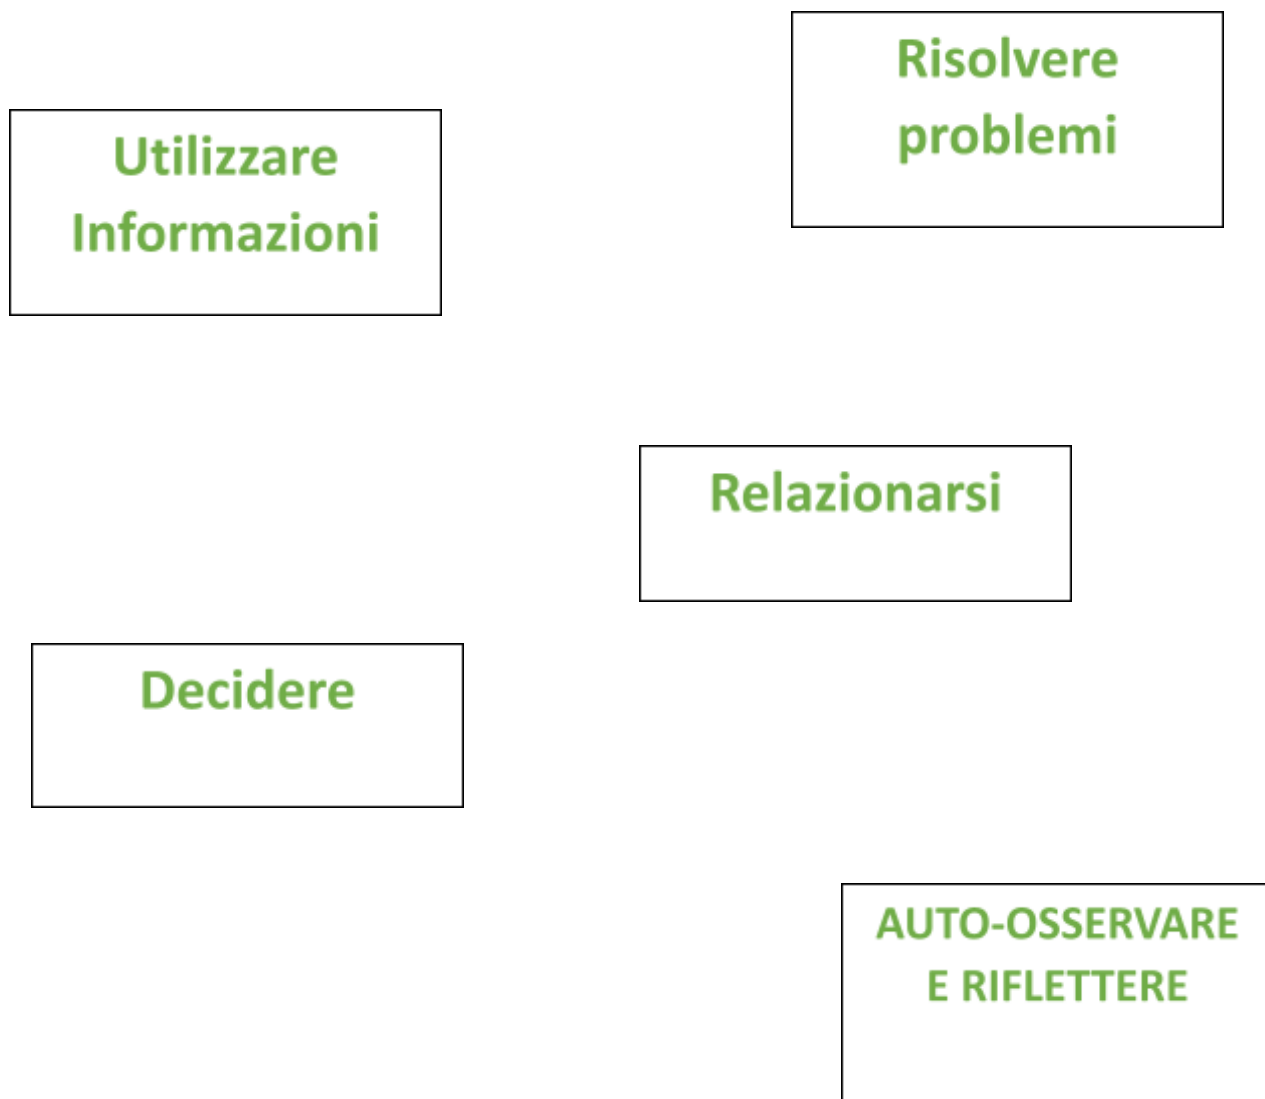 Risolvere
problemi
Utilizzare
Informazioni
Relazionarsi
Decidere
AUTO-OSSERVARE
E RIFLETTERE